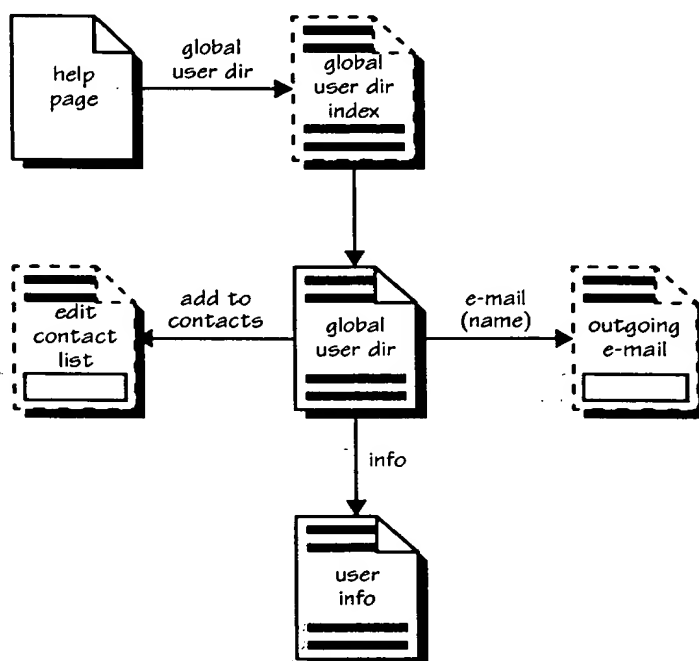 help
page
global
user dir
global
user dir
index
edit
contact
list
add to
contacts
global
user dir
e-mail
(name)
outgoing
e-mail
info
user
info